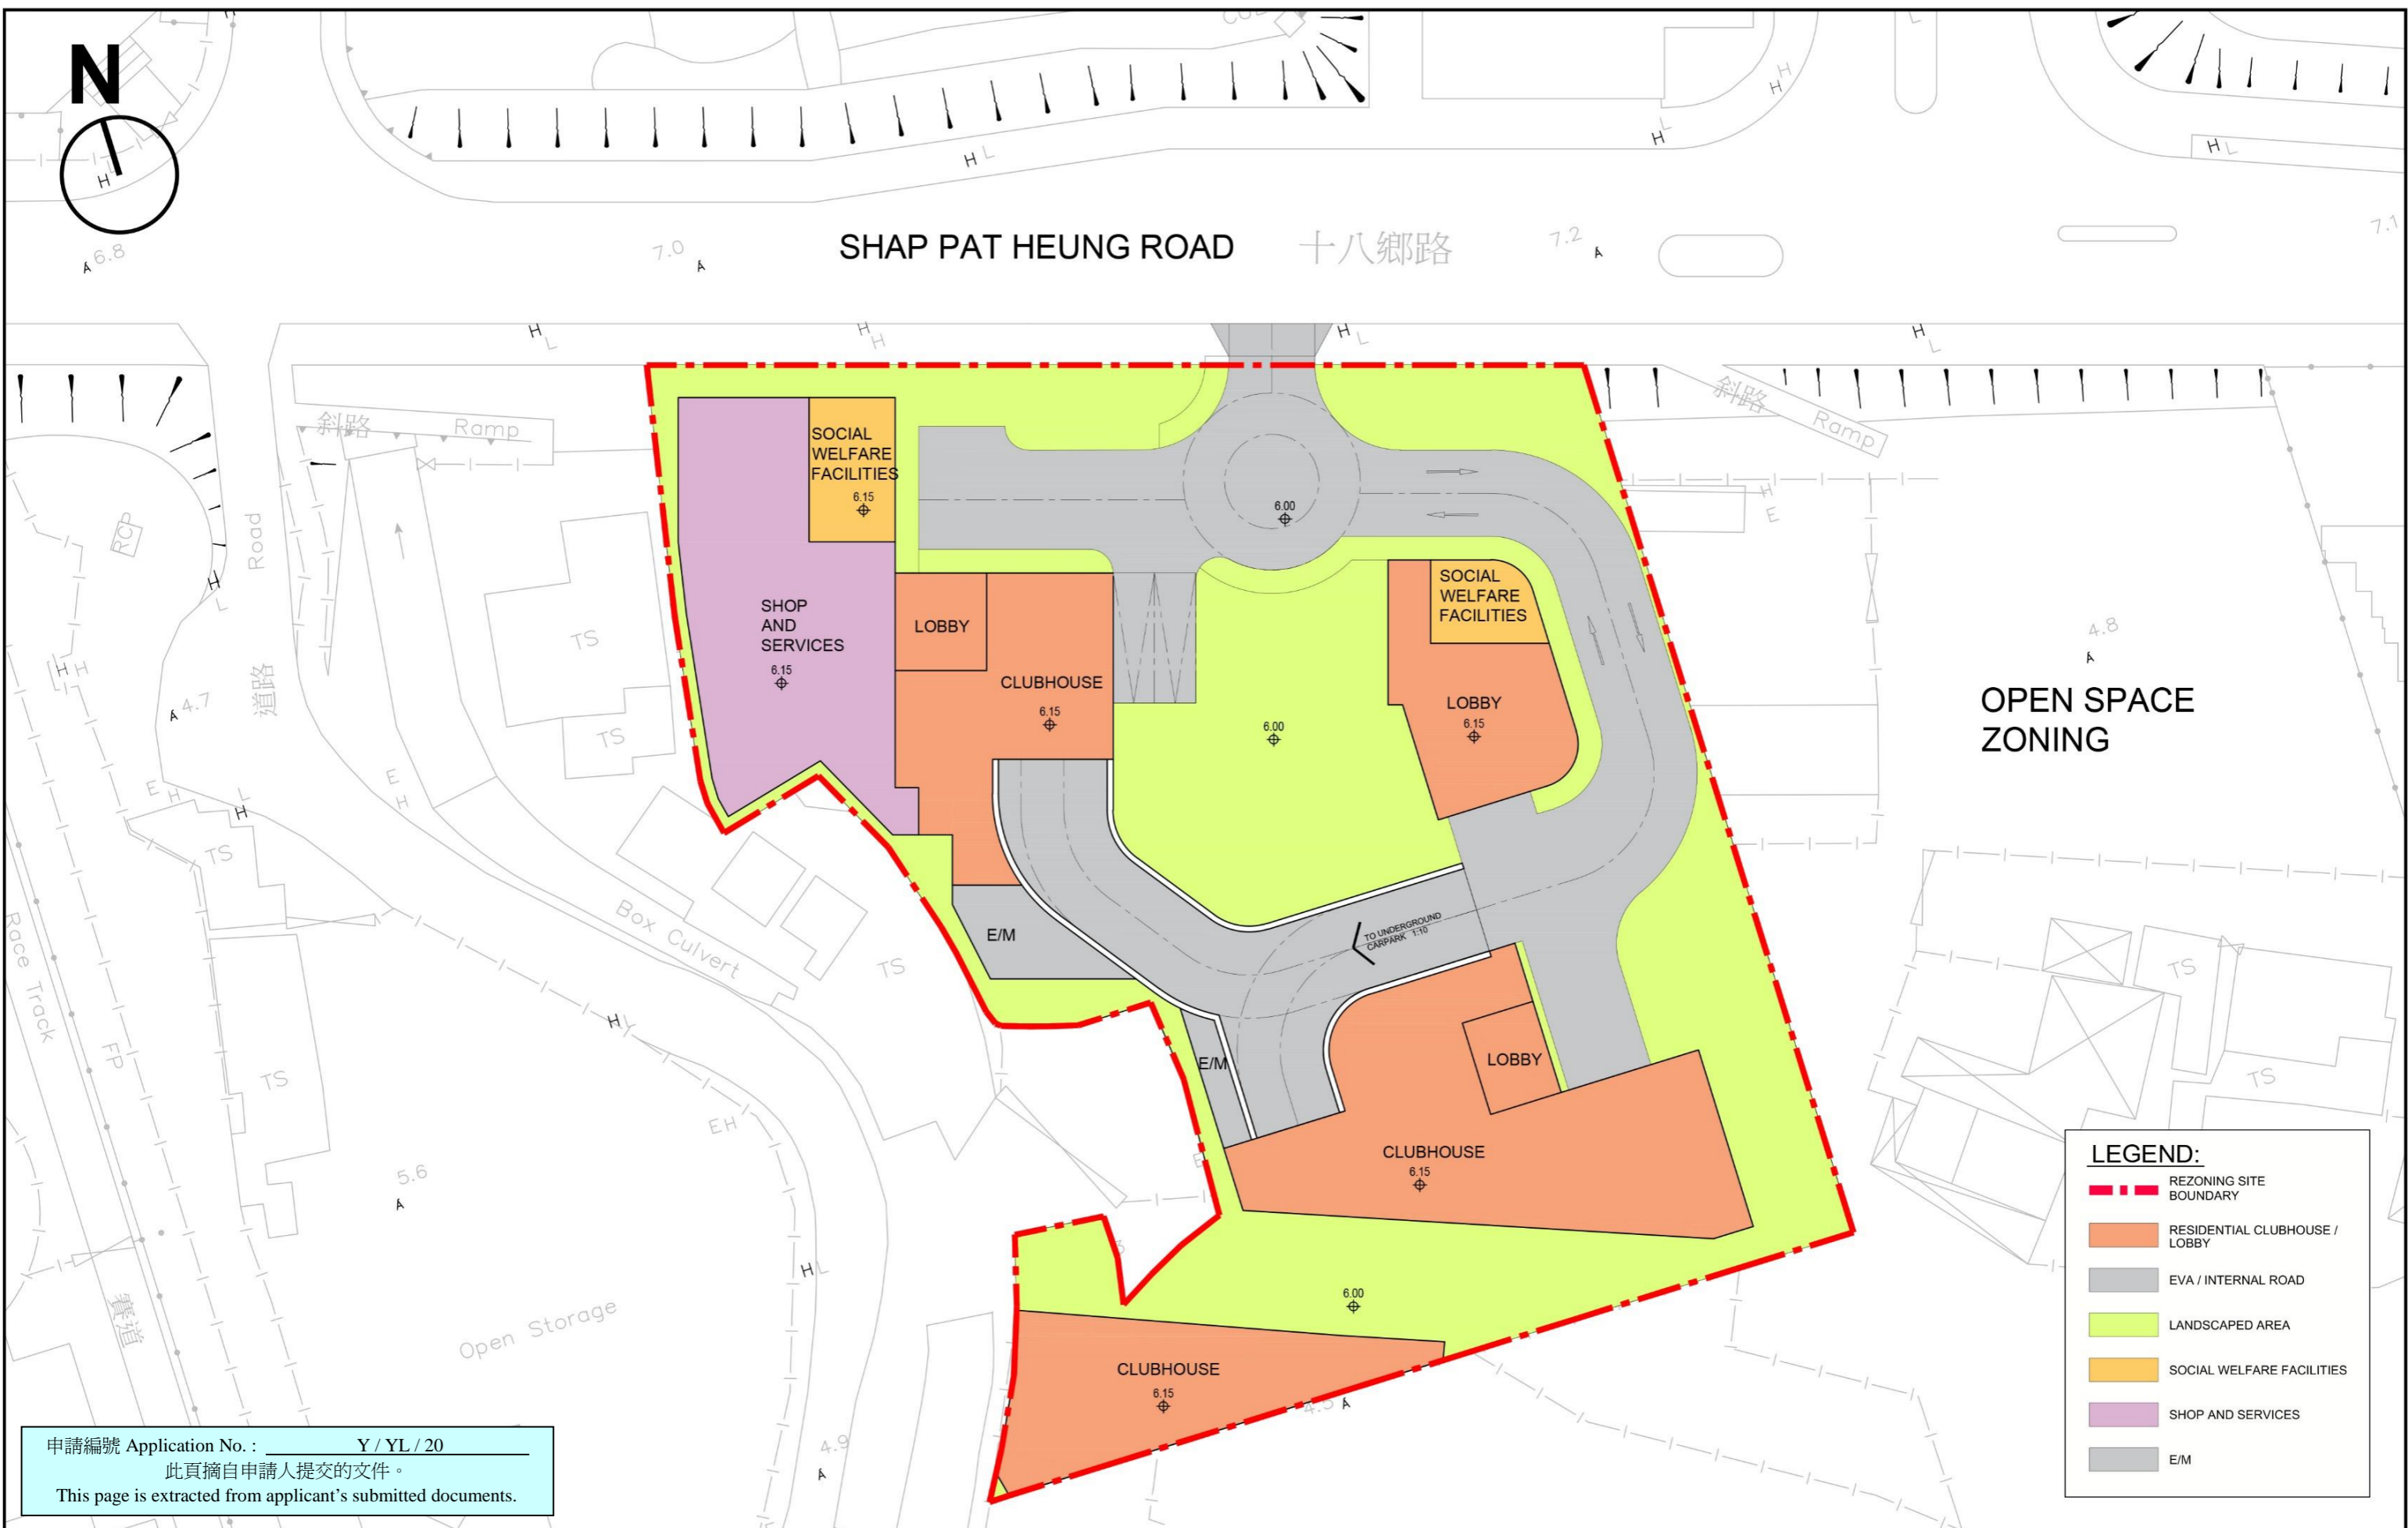 N
COL
H
H
H L
H
L
H
L
L
H L
6.8
7.0
SHAP PAT HEUNG ROAD 十八鄉路
7.2
7.1
H
L
H
H
H
L
H
L
斜路
Ramp
斜路
Ramp
RCP
Road
道路
H
L
H
E
SOCIAL
WELFARE
FACILITIES
6.15
6.00
SOCIAL
WELFARE
FACILITIES
SHOP
AND
SERVICES
6.15
LOBBY
CLUBHOUSE
6.15
LOBBY
6.15
6.00
TS
TS
4.8
OPEN SPACE
ZONING
H H
4.7
E
H
L
H
E
H
TS
Box Culvert
TS
E/M
TO UNDERGROUND
CARPARK 1:10
Race Track
FP
賽道
H L
TS
EH
E/M
LOBBY
TS
TS
5.6
CLUBHOUSE
6.15
H L
6.00
Open Storage
CLUBHOUSE
6.15
4.9
LEGEND:
REZONING SITE
BOUNDARY
RESIDENTIAL CLUBHOUSE /
LOBBY
EVA / INTERNAL ROAD
LANDSCAPED AREA
SOCIAL WELFARE FACILITIES
SHOP AND SERVICES
E/M
申請編號 Application No. : Y / YL / 20
此頁摘自申請人提交的文件。
This page is extracted from applicant's submitted documents.